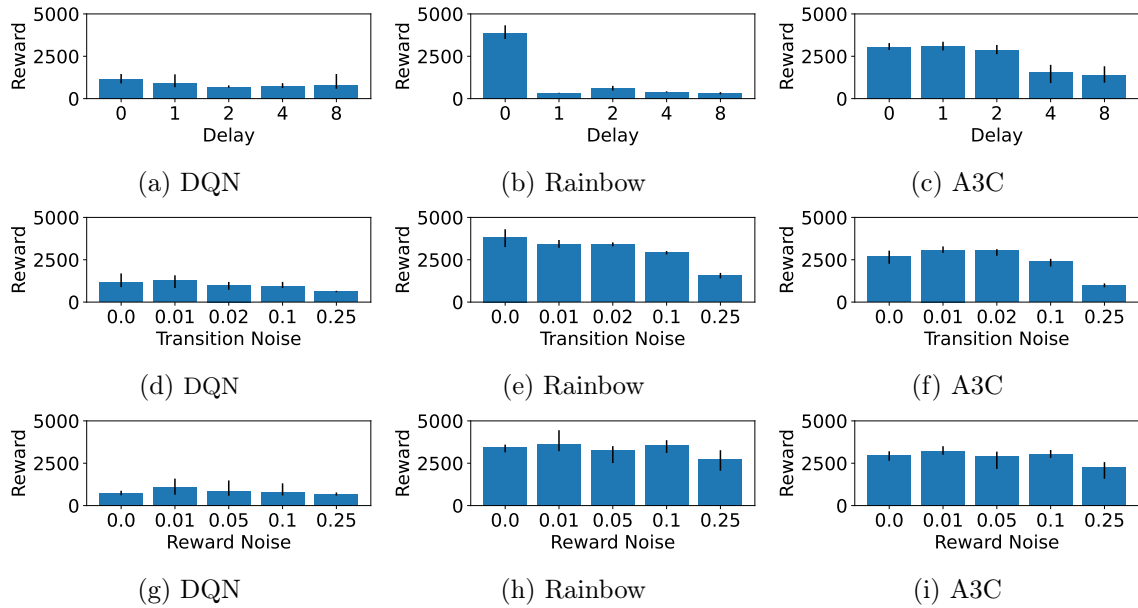 5000 5000 5000
Reward 2500 Reward 2500 Reward 2500
0 0 0
0 1 2 4 8 0 1 2 4 8 0 1 2 4 8
Delay Delay Delay
(a) DQN (b) Rainbow (c) A3C
5000 5000 5000
Reward 2500 Reward 2500 Reward 2500
0 0 0
0.0 0.01 0.02 0.1 0.25 0.0 0.01 0.02 0.1 0.25 0.0 0.01 0.02 0.1 0.25
Transition Noise Transition Noise Transition Noise
(d) DQN (e) Rainbow (f) A3C
5000 5000 5000
Reward 2500 Reward 2500 Reward 2500
0 0 0
0.0 0.01 0.05 0.1 0.25 0.0 0.01 0.05 0.1 0.25 0.0 0.01 0.05 0.1 0.25
Reward Noise Reward Noise Reward Noise
(g) DQN (h) Rainbow (i) A3C